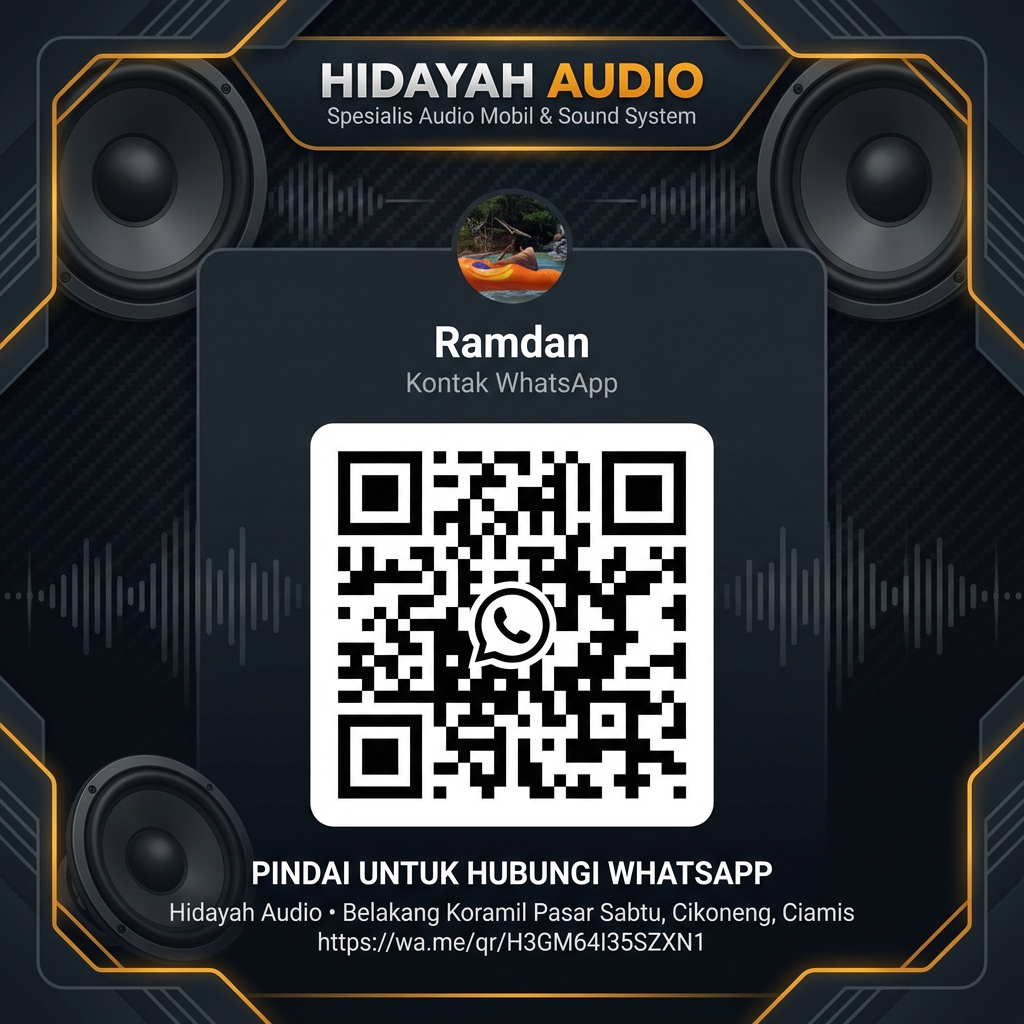 HIDAYAH AUDIO
Spesialis Audio Mobil & Sound System
Ramdan
Kontak WhatsApp
PINDAI UNTUK HUBUNGI WHATSAPP
Hidayah Audio • Belakang Koramil Pasar Sabtu, Cikoneng, Ciamis
https://wa.me/qr/H3GM64I35SZXN1